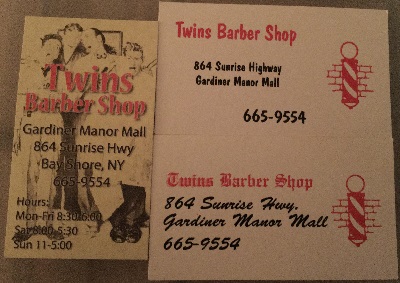 Twins
Barber Shop
Gardiner Manor Mall
864 Sunrise Hwy
Bay Shore, NY
665-9554
Hours:
Mon-Fri 8:30-6:00
Sat 8:00-5:30
Sun 11-5:00
Twins Barber Shop
864 Sunrise Highway
Gardiner Manor Mall
665-9554
Twins Barber Shop
864 Sunrise Hwy.
Gardiner Manor Mall
665-9554